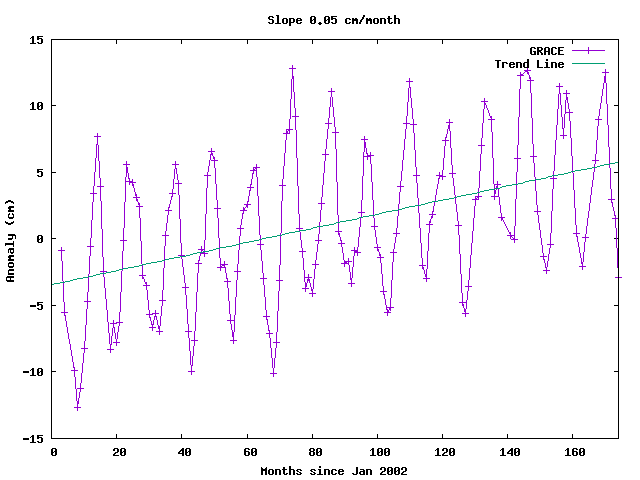 Slope 0.05 cm/month
GRACE
Trend Line
15
10
5
0
-5
-10
-15
Anomaly (cm)
0 20 40 60 80 100 120 140 160
Months since Jan 2002